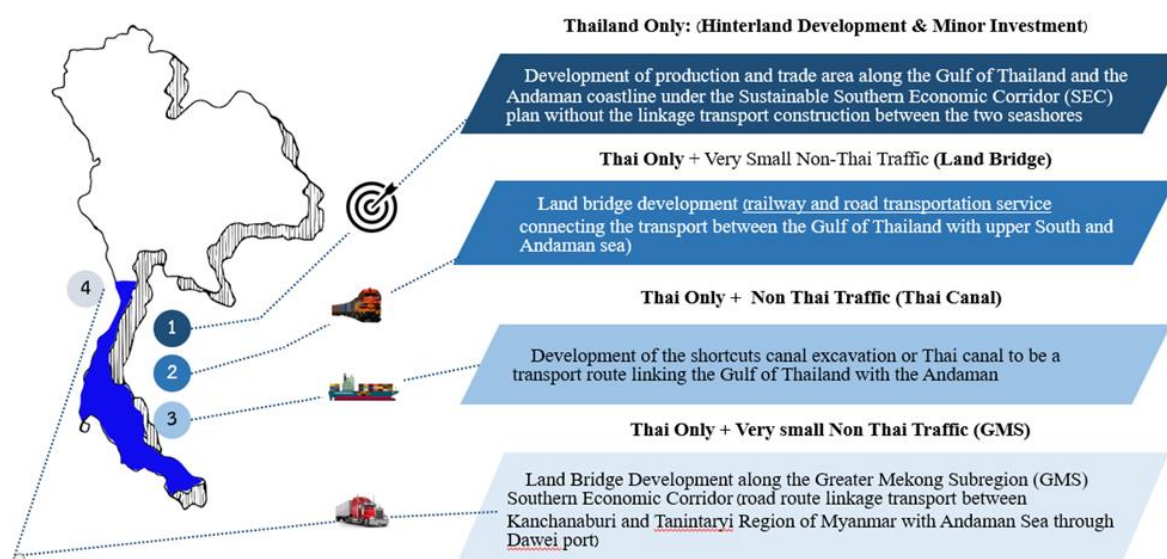 Thailand Only: (Hinterland Development & Minor Investment)
Development of production and trade area along the Gulf of Thailand and the
Andaman coastline under the Sustainable Southern Economic Corridor (SEC)
plan without the linkage transport construction between the two seashores
Thai Only + Very Small Non-Thai Traffic (Land Bridge)
Land bridge development (railway and road transportation service
connecting the transport between the Gulf of Thailand with upper South and
Andaman sea)
Thai Only + Non Thai Traffic (Thai Canal)
Development of the shortcuts canal excavation or Thai canal to be a
transport route linking the Gulf of Thailand with the Andaman
Thai Only + Very small Non Thai Traffic (GMS)
Land Bridge Development along the Greater Mekong Subregion (GMS)
Southern Economic Corridor (road route linkage transport between
Kanchanaburi and Tanintaryi Region of Myanmar with Andaman Sea through
Dawei port)
4
1
2
3